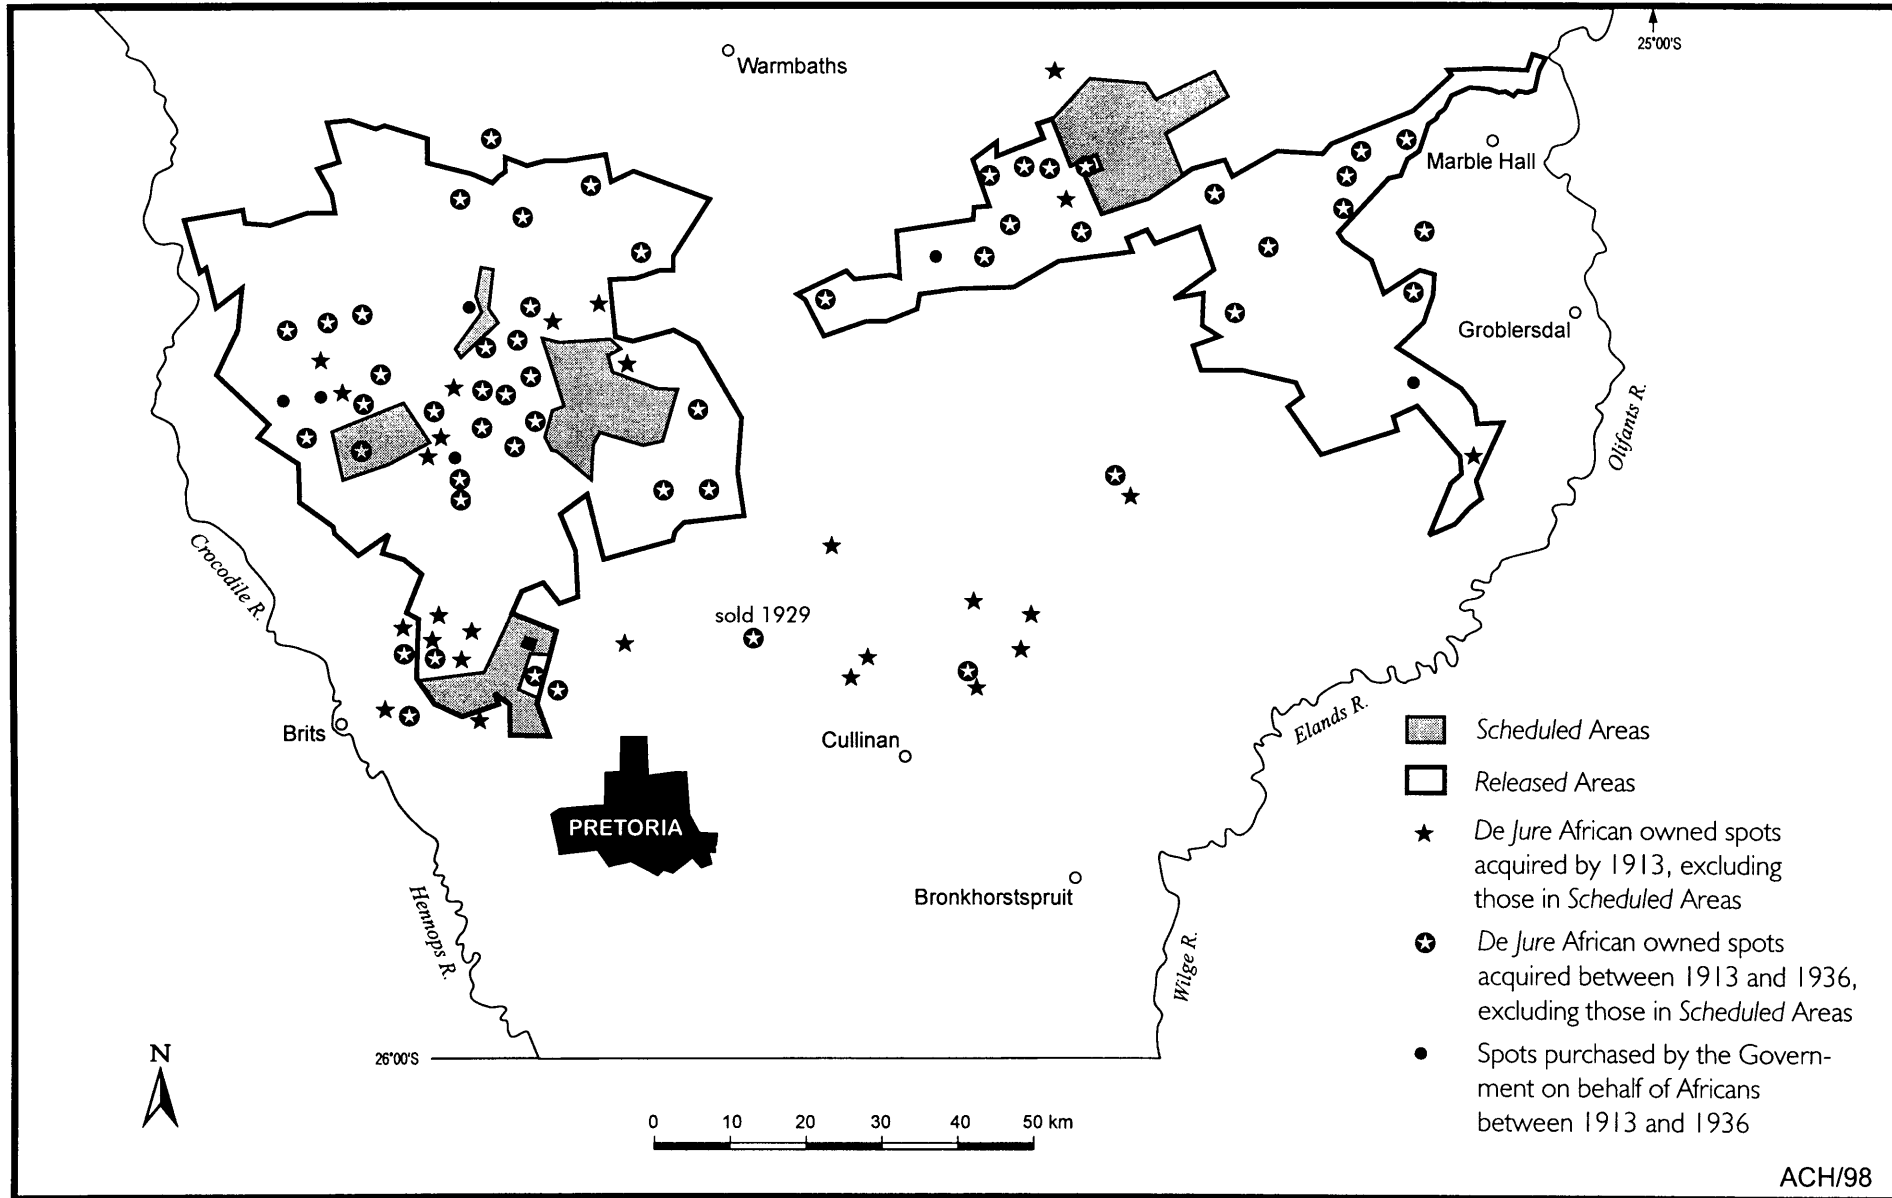 25°00'S
Warmbaths
Marble Hall
Groblersdal
Olifants R.
Crocodile R.
sold 1929
Brits
Cullinan
Elands R.
PRETORIA
Bronkhorstspruit
Hennops R.
Wilge R.
Scheduled Areas
Released Areas
De Jure African owned spots
acquired by 1913, excluding
those in Scheduled Areas
De Jure African owned spots
acquired between 1913 and 1936,
excluding those in Scheduled Areas
Spots purchased by the Govern-
ment on behalf of Africans
between 1913 and 1936
N
26°00'S
0 10 20 30 40 50 km
ACH/98